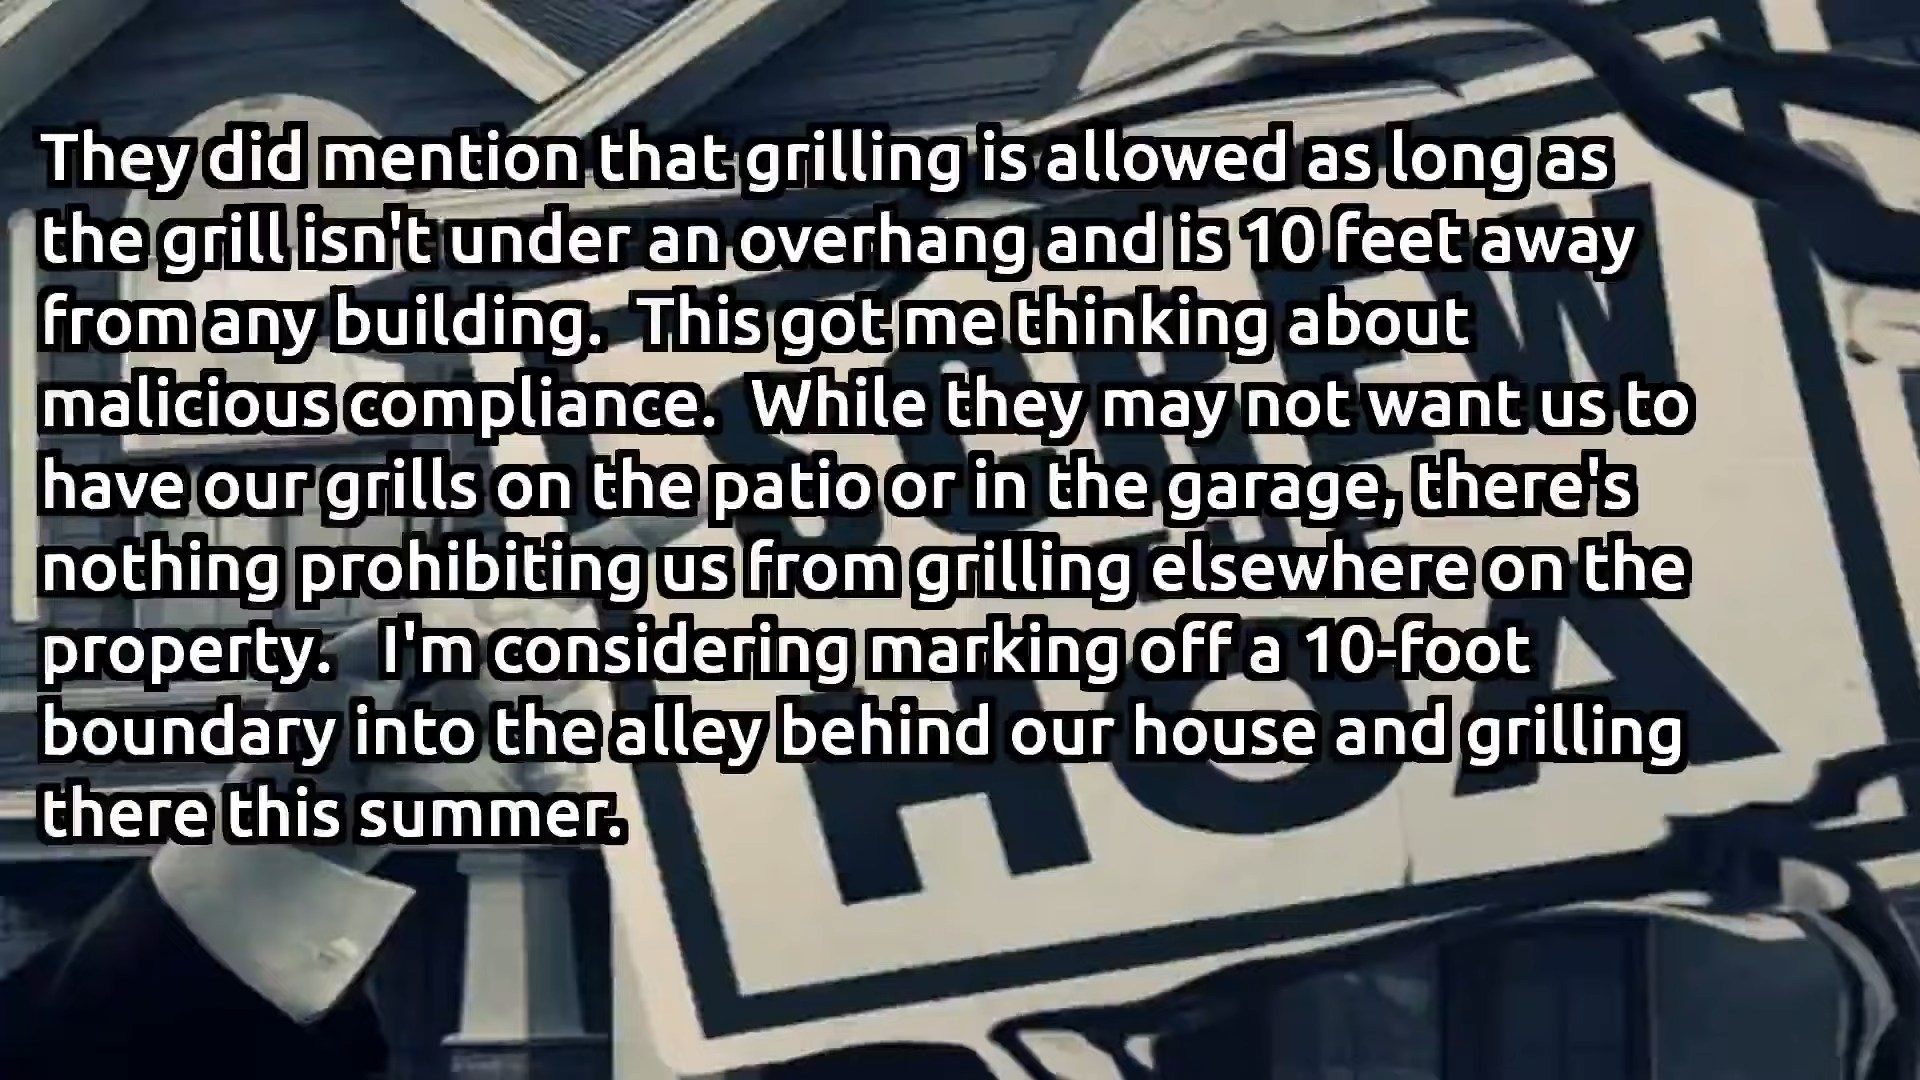 They did mention that grilling is allowed as long as
the grill isn't under an overhang and is 10 feet away
from any building.  This got me thinking about
malicious compliance.  While they may not want us to
have our grills on the patio or in the garage, there's
nothing prohibiting us from grilling elsewhere on the
property.   I'm considering marking off a 10-foot
boundary into the alley behind our house and grilling
there this summer.
SCREW
THE
HOA